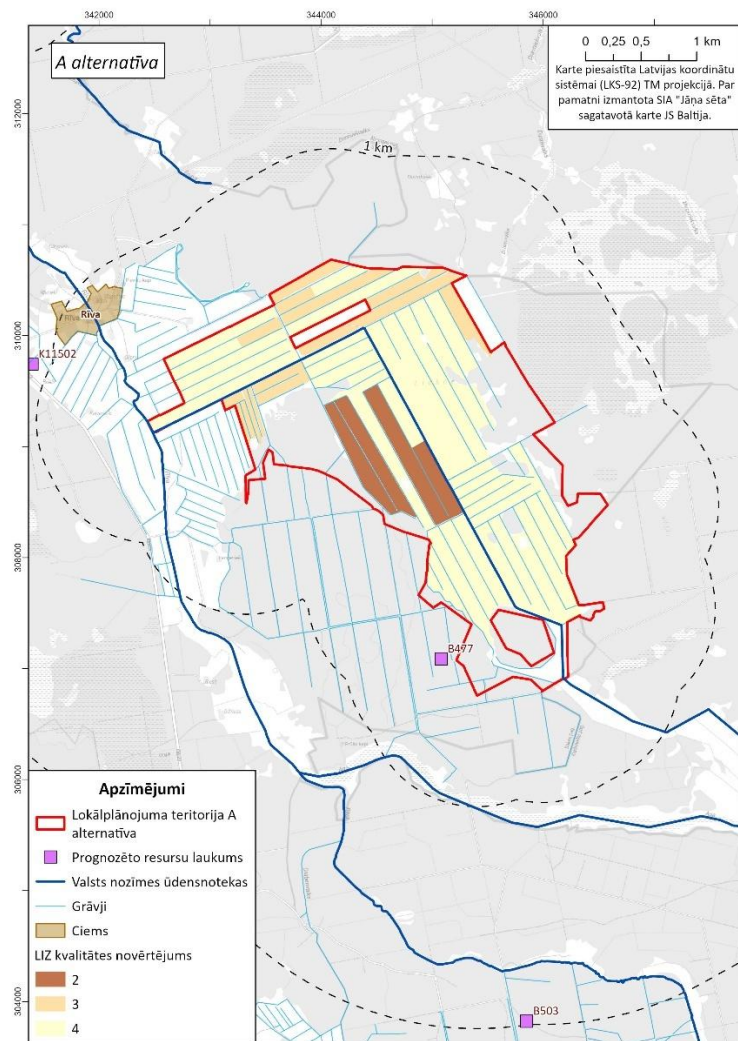 342000
344000
346000
A alternatīva
0 0,25 0,5 1 km
Karte piesaistīta Latvijas koordinātu
sistēmai (LKS-92) TM projekcijā. Par
pamatni izmantota SIA "Jāņa sēta"
sagatavotā karte JS Baltija.
312000
1 km
Rīva
310000
K11502
308000
B477
306000
Apzīmējumi
Lokālplānojuma teritorija A
alternatīva
Prognozēto resursu laukums
Valsts nozīmes ūdensnotekas
Grāvji
Ciems
LIZ kvalitātes novērtējums
2
3
4
304000
B503